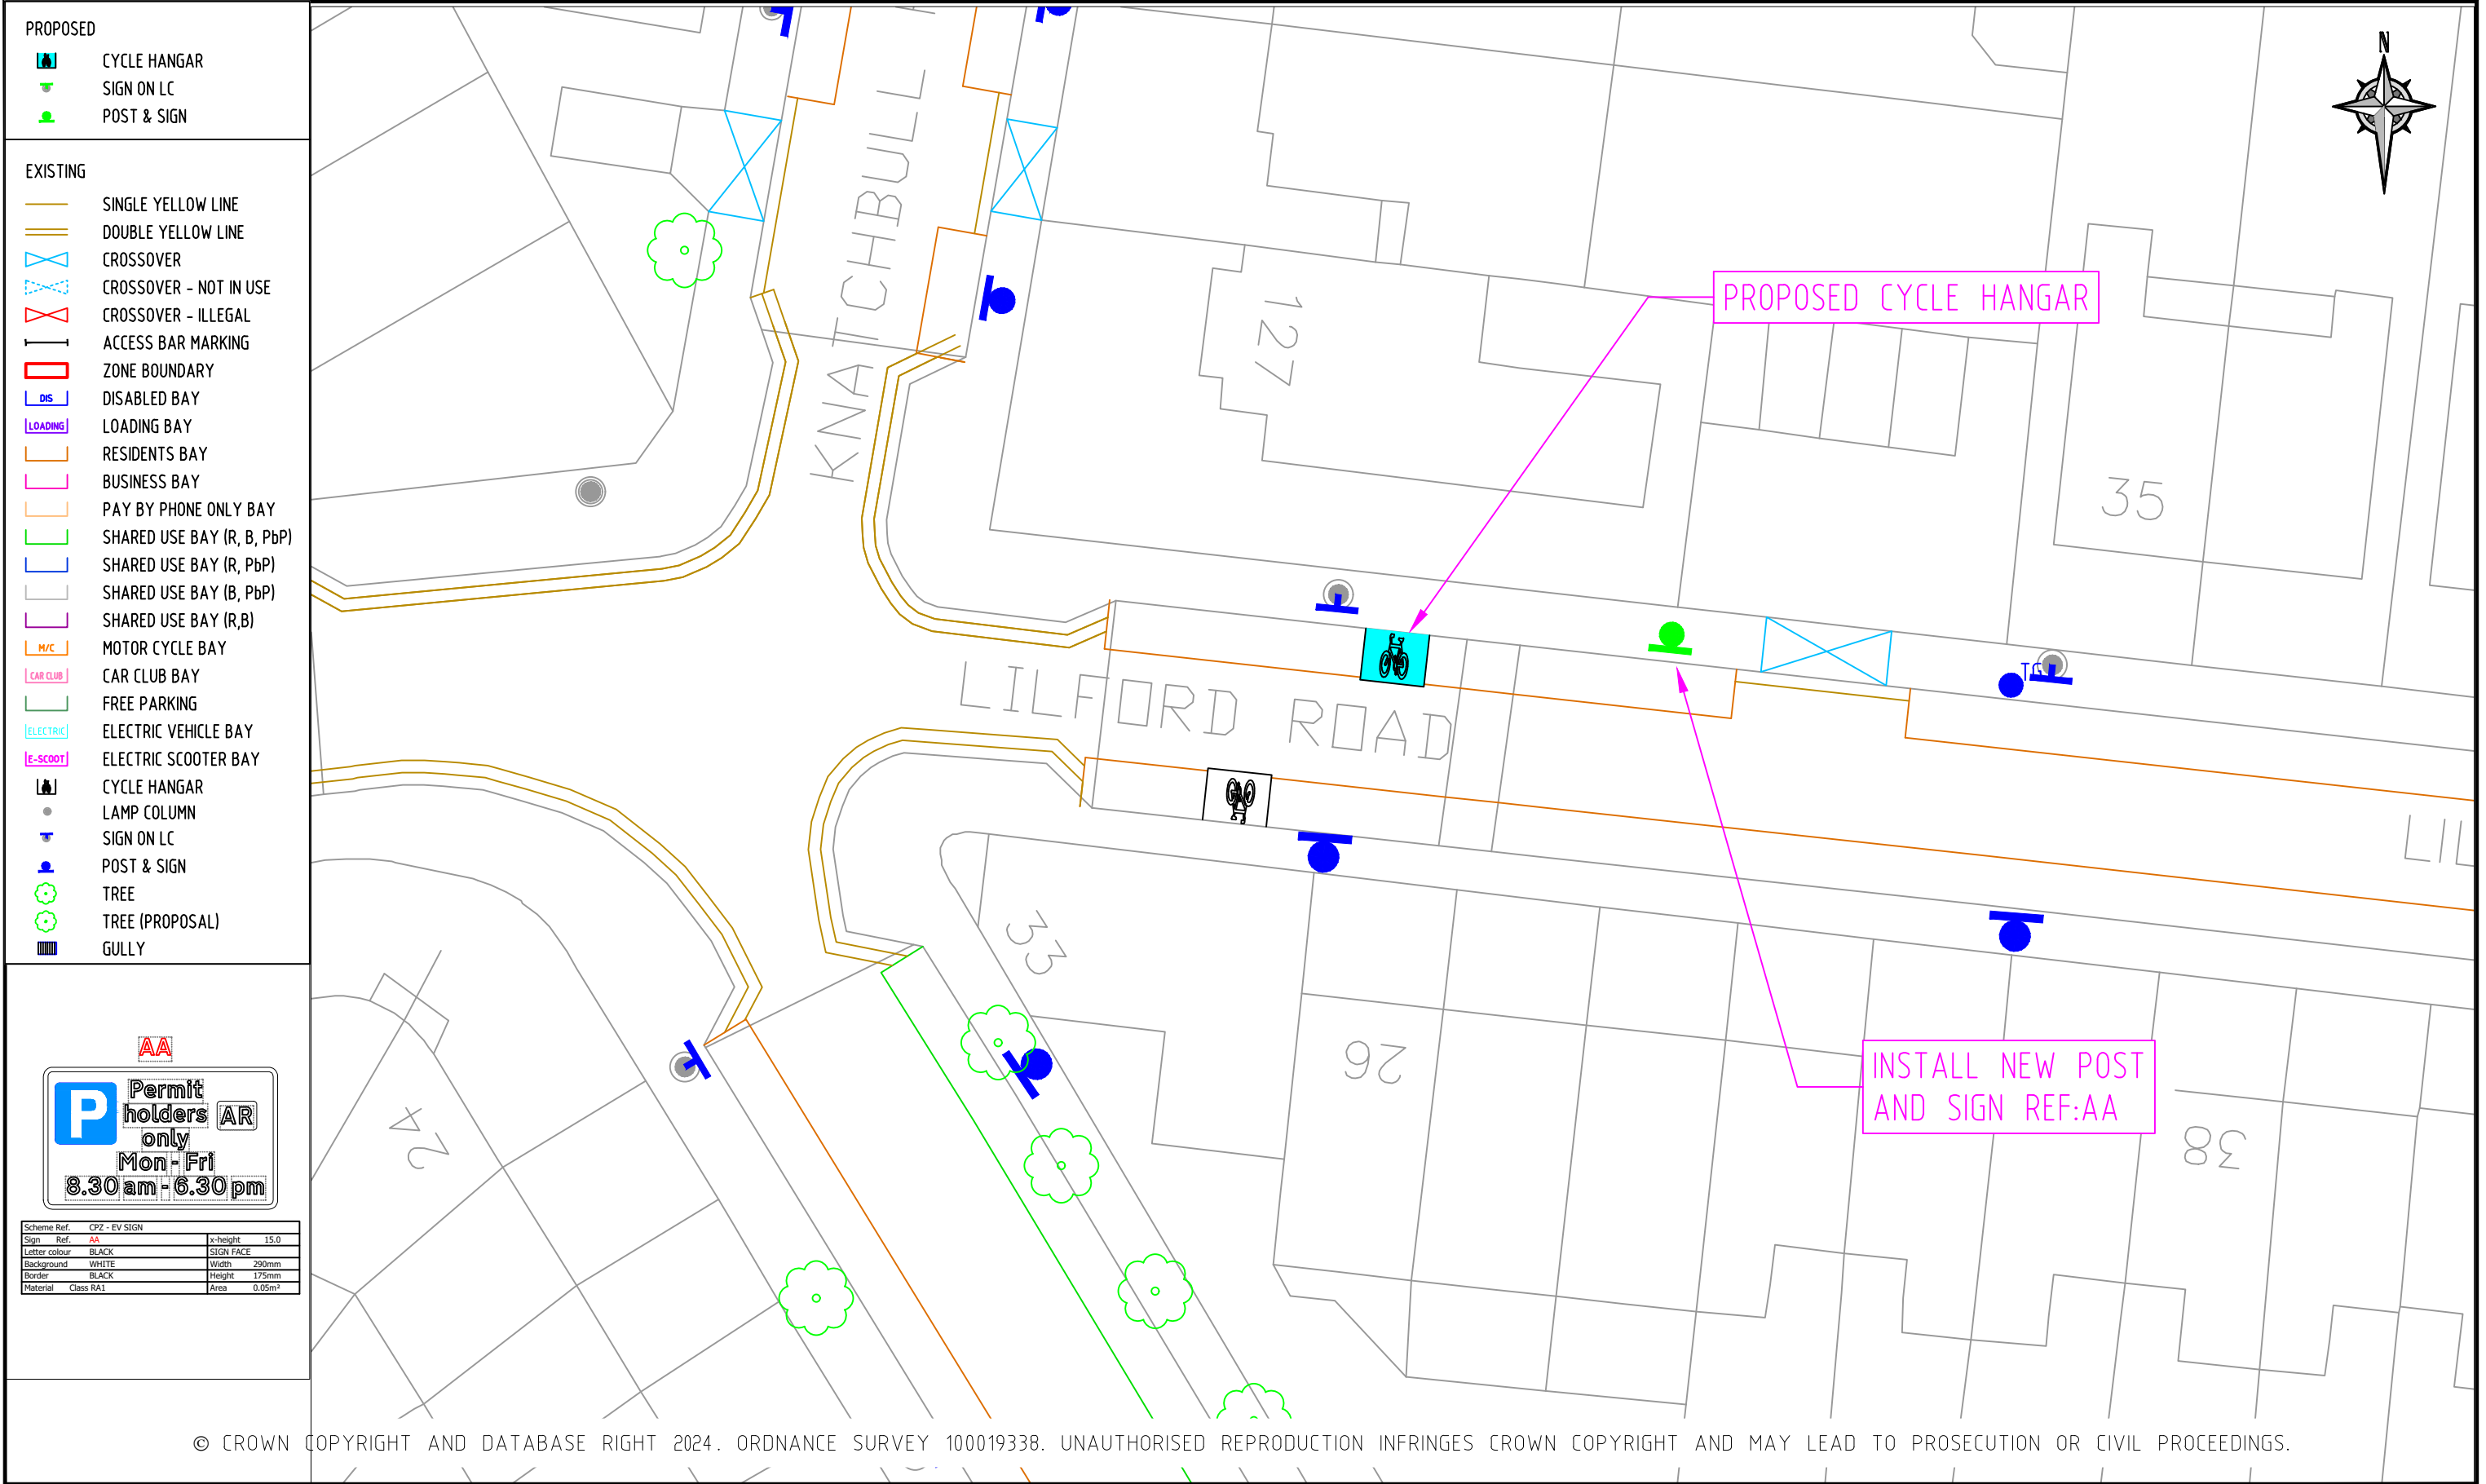 PROPOSED
CYCLE HANGAR
SIGN ON LC
POST & SIGN
EXISTING
SINGLE YELLOW LINE
DOUBLE YELLOW LINE
CROSSOVER
CROSSOVER - NOT IN USE
CROSSOVER - ILLEGAL
ACCESS BAR MARKING
ZONE BOUNDARY
DIS DISABLED BAY
LOADING LOADING BAY
RESIDENTS BAY
BUSINESS BAY
PAY BY PHONE ONLY BAY
SHARED USE BAY (R, B, PbP)
SHARED USE BAY (R, PbP)
SHARED USE BAY (B, PbP)
SHARED USE BAY (R,B)
M/C MOTOR CYCLE BAY
CAR CLUB CAR CLUB BAY
FREE PARKING
ELECTRIC ELECTRIC VEHICLE BAY
E-SCOOT ELECTRIC SCOOTER BAY
CYCLE HANGAR
LAMP COLUMN
SIGN ON LC
POST & SIGN
TREE
TREE (PROPOSAL)
GULLY
AA
P
Permit
holders
only
AR
Mon - Fri
8.30 am - 6.30 pm
Scheme Ref. CPZ - EV SIGN
Sign Ref. AA x-height 15.0
Letter colour BLACK SIGN FACE
Background WHITE Width 290mm
Border BLACK Height 175mm
Material Class RA1 Area 0.05m²
N
KNATCHBULL
127
PROPOSED CYCLE HANGAR
35
TG
LILFORD ROAD
LIL
33
26
24
38
INSTALL NEW POST
AND SIGN REF:AA
© CROWN COPYRIGHT AND DATABASE RIGHT 2024. ORDNANCE SURVEY 100019338. UNAUTHORISED REPRODUCTION INFRINGES CROWN COPYRIGHT AND MAY LEAD TO PROSECUTION OR CIVIL PROCEEDINGS.